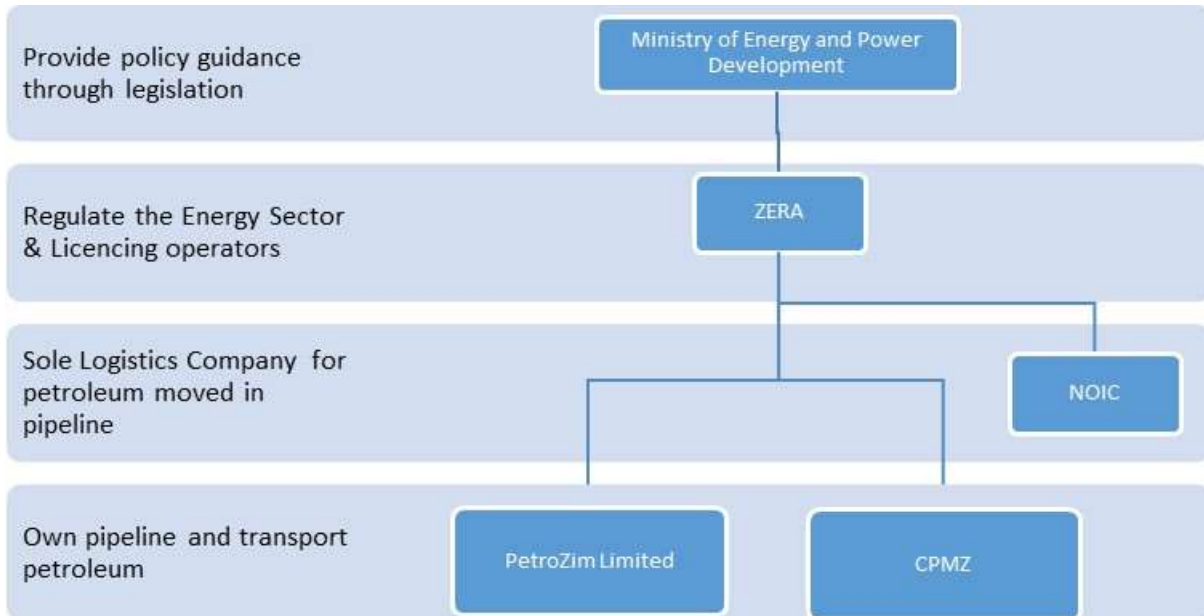 Provide policy guidance
through legislation
Ministry of Energy and Power
Development
Regulate the Energy Sector
& Licencing operators
ZERA
Sole Logistics Company for
petroleum moved in
pipeline
NOIC
Own pipeline and transport
petroleum
PetroZim Limited
CPMZ